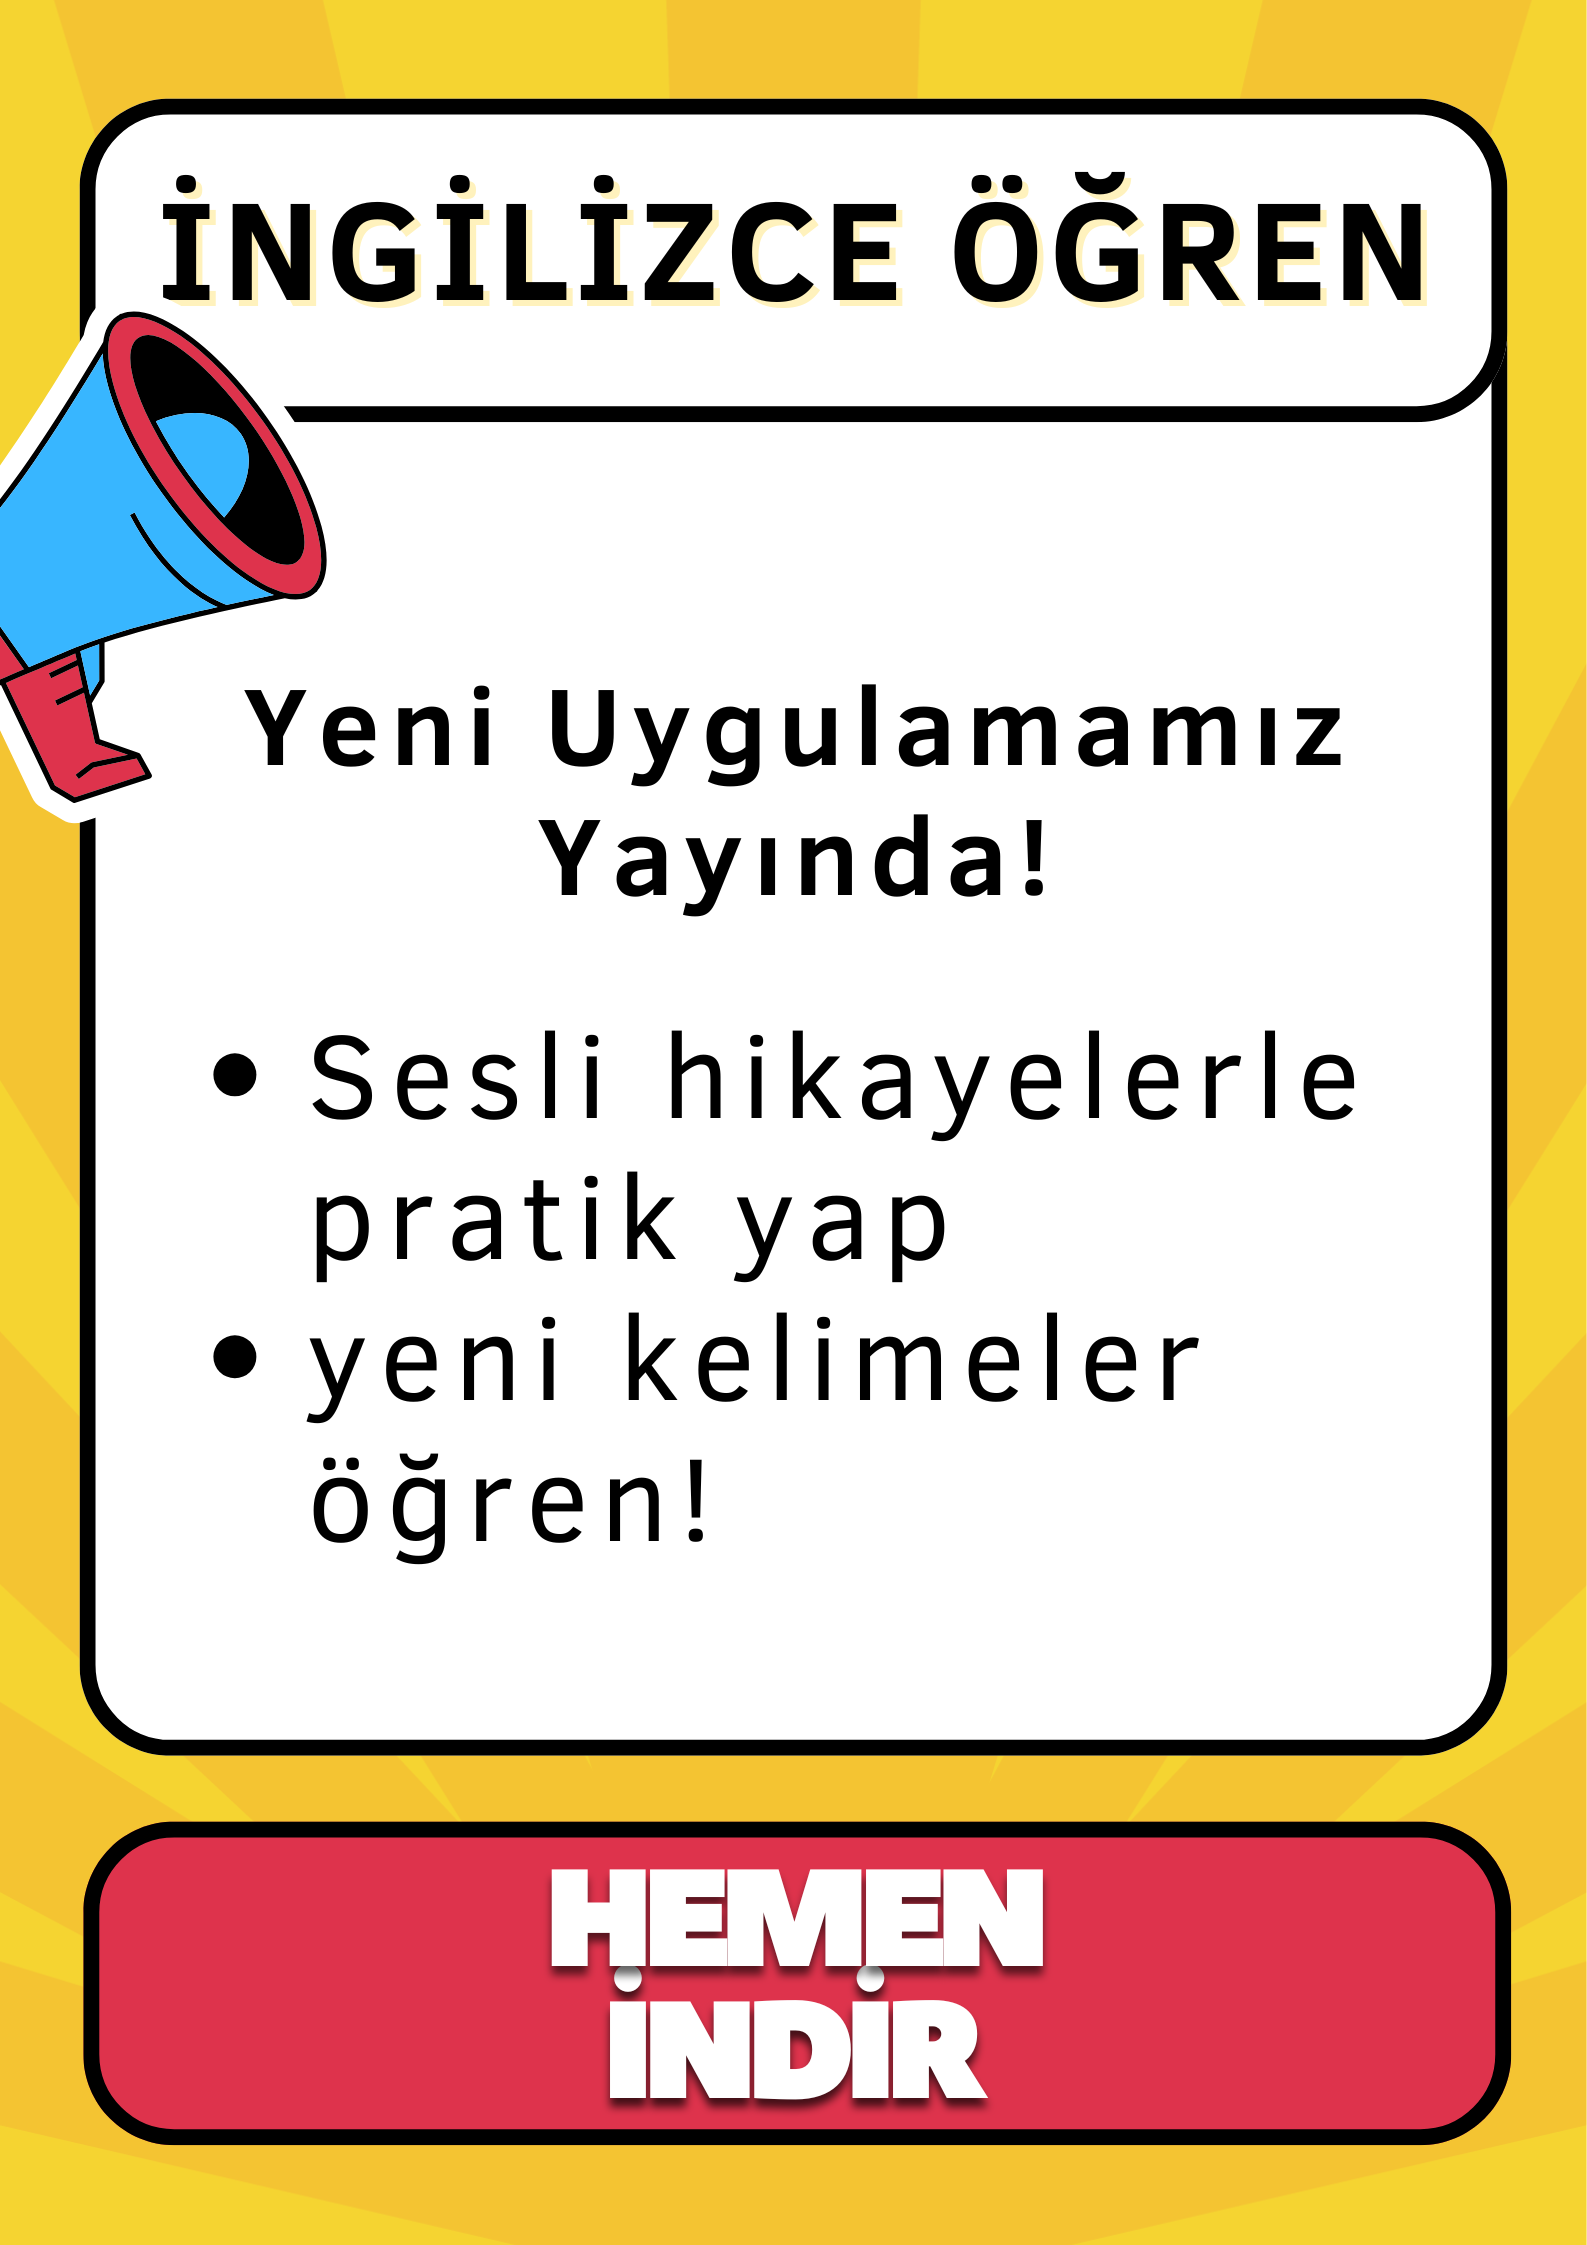 İNGİLİZCE ÖĞREN
Yeni Uygulamamız
Yayında!
• Sesli hikayelerle
pratik yap
• yeni kelimeler
öğren!
HEMEN
İNDİR